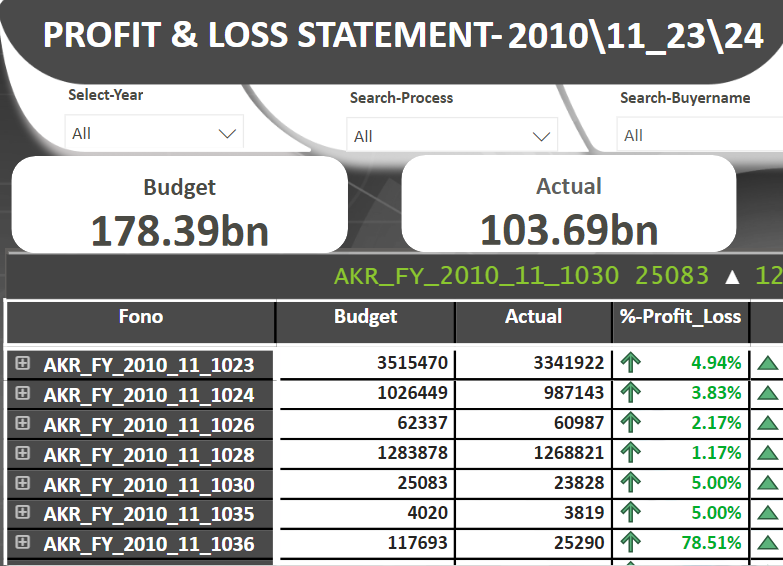 PROFIT & LOSS STATEMENT-2010\11_23\24
Select-Year
Search-Process
Search-Buyername
All
All
All
Budget
Actual
178.39bn
103.69bn
AKR_FY_2010_11_1030 25083 ▲ 12
Fono Budget Actual %-Profit_Loss
AKR_FY_2010_11_1023 3515470 3341922 4.94%
AKR_FY_2010_11_1024 1026449 987143 3.83%
AKR_FY_2010_11_1026 62337 60987 2.17%
AKR_FY_2010_11_1028 1283878 1268821 1.17%
AKR_FY_2010_11_1030 25083 23828 5.00%
AKR_FY_2010_11_1035 4020 3819 5.00%
AKR_FY_2010_11_1036 117693 25290 78.51%